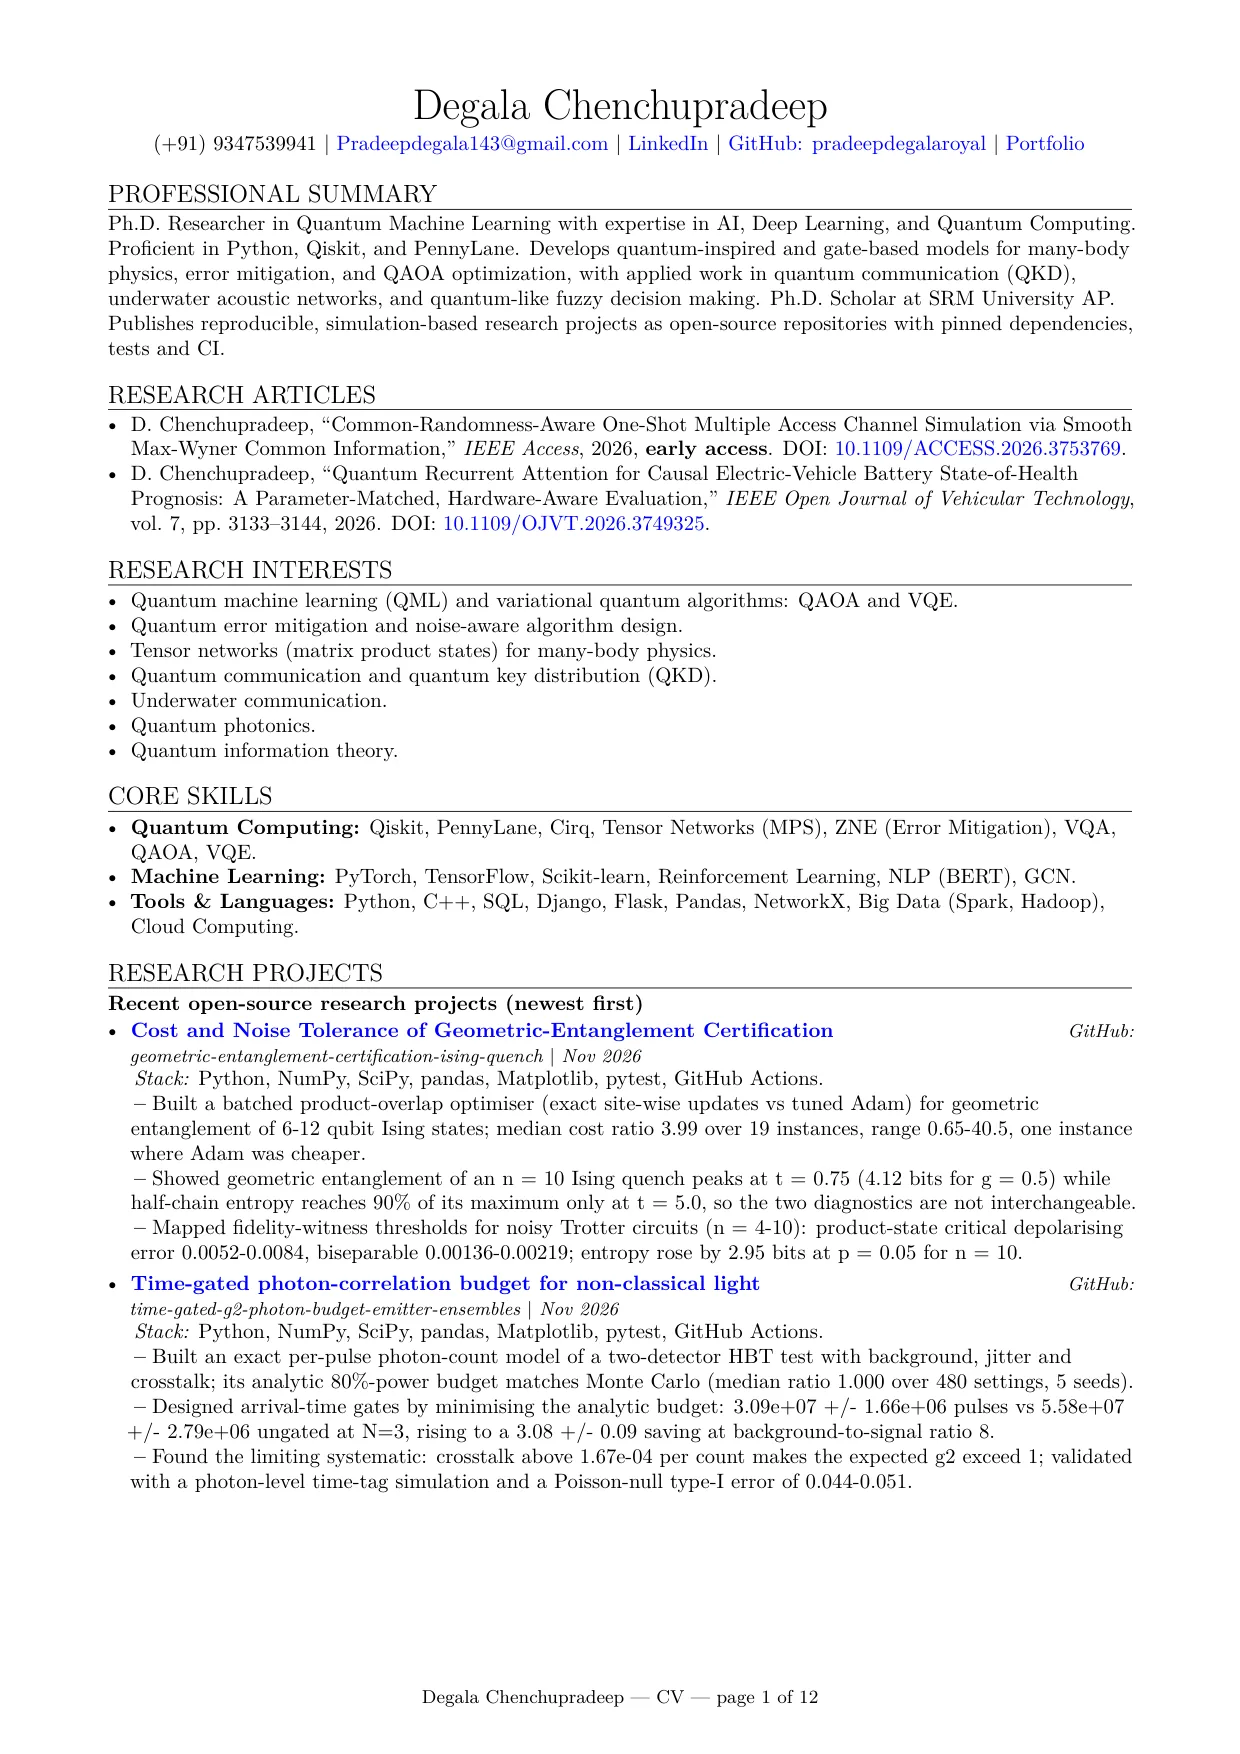 Degala Chenchupradeep
(+91) 9347539941 | Pradeepdegala143@gmail.com | LinkedIn | GitHub: pradeepdegalaroyal | Portfolio
PROFESSIONAL SUMMARY
Ph.D. Researcher in Quantum Machine Learning with expertise in AI, Deep Learning, and Quantum Computing.
Proficient in Python, Qiskit, and PennyLane. Develops quantum-inspired and gate-based models for many-body
physics, error mitigation, and QAOA optimization, with applied work in quantum communication (QKD),
underwater acoustic networks, and quantum-like fuzzy decision making. Ph.D. Scholar at SRM University AP.
Publishes reproducible, simulation-based research projects as open-source repositories with pinned dependencies,
tests and CI.
RESEARCH ARTICLES
• D. Chenchupradeep, “Common-Randomness-Aware One-Shot Multiple Access Channel Simulation via Smooth
Max-Wyner Common Information,” IEEE Access, 2026, early access. DOI: 10.1109/ACCESS.2026.3753769.
• D. Chenchupradeep, “Quantum Recurrent Attention for Causal Electric-Vehicle Battery State-of-Health
Prognosis: A Parameter-Matched, Hardware-Aware Evaluation,” IEEE Open Journal of Vehicular Technology,
vol. 7, pp. 3133–3144, 2026. DOI: 10.1109/OJVT.2026.3749325.
RESEARCH INTERESTS
• Quantum machine learning (QML) and variational quantum algorithms: QAOA and VQE.
• Quantum error mitigation and noise-aware algorithm design.
• Tensor networks (matrix product states) for many-body physics.
• Quantum communication and quantum key distribution (QKD).
• Underwater communication.
• Quantum photonics.
• Quantum information theory.
CORE SKILLS
• Quantum Computing: Qiskit, PennyLane, Cirq, Tensor Networks (MPS), ZNE (Error Mitigation), VQA,
QAOA, VQE.
• Machine Learning: PyTorch, TensorFlow, Scikit-learn, Reinforcement Learning, NLP (BERT), GCN.
• Tools & Languages: Python, C++, SQL, Django, Flask, Pandas, NetworkX, Big Data (Spark, Hadoop),
Cloud Computing.
RESEARCH PROJECTS
Recent open-source research projects (newest first)
• Cost and Noise Tolerance of Geometric-Entanglement Certification GitHub:
geometric-entanglement-certification-ising-quench | Nov 2026
Stack: Python, NumPy, SciPy, pandas, Matplotlib, pytest, GitHub Actions.
– Built a batched product-overlap optimiser (exact site-wise updates vs tuned Adam) for geometric
entanglement of 6-12 qubit Ising states; median cost ratio 3.99 over 19 instances, range 0.65-40.5, one instance
where Adam was cheaper.
– Showed geometric entanglement of an n = 10 Ising quench peaks at t = 0.75 (4.12 bits for g = 0.5) while
half-chain entropy reaches 90% of its maximum only at t = 5.0, so the two diagnostics are not interchangeable.
– Mapped fidelity-witness thresholds for noisy Trotter circuits (n = 4-10): product-state critical depolarising
error 0.0052-0.0084, biseparable 0.00136-0.00219; entropy rose by 2.95 bits at p = 0.05 for n = 10.
• Time-gated photon-correlation budget for non-classical light GitHub:
time-gated-g2-photon-budget-emitter-ensembles | Nov 2026
Stack: Python, NumPy, SciPy, pandas, Matplotlib, pytest, GitHub Actions.
– Built an exact per-pulse photon-count model of a two-detector HBT test with background, jitter and
crosstalk; its analytic 80%-power budget matches Monte Carlo (median ratio 1.000 over 480 settings, 5 seeds).
– Designed arrival-time gates by minimising the analytic budget: 3.09e+07 +/- 1.66e+06 pulses vs 5.58e+07
+/- 2.79e+06 ungated at N=3, rising to a 3.08 +/- 0.09 saving at background-to-signal ratio 8.
– Found the limiting systematic: crosstalk above 1.67e-04 per count makes the expected g2 exceed 1; validated
with a photon-level time-tag simulation and a Poisson-null type-I error of 0.044-0.051.
Degala Chenchupradeep — CV — page 1 of 12